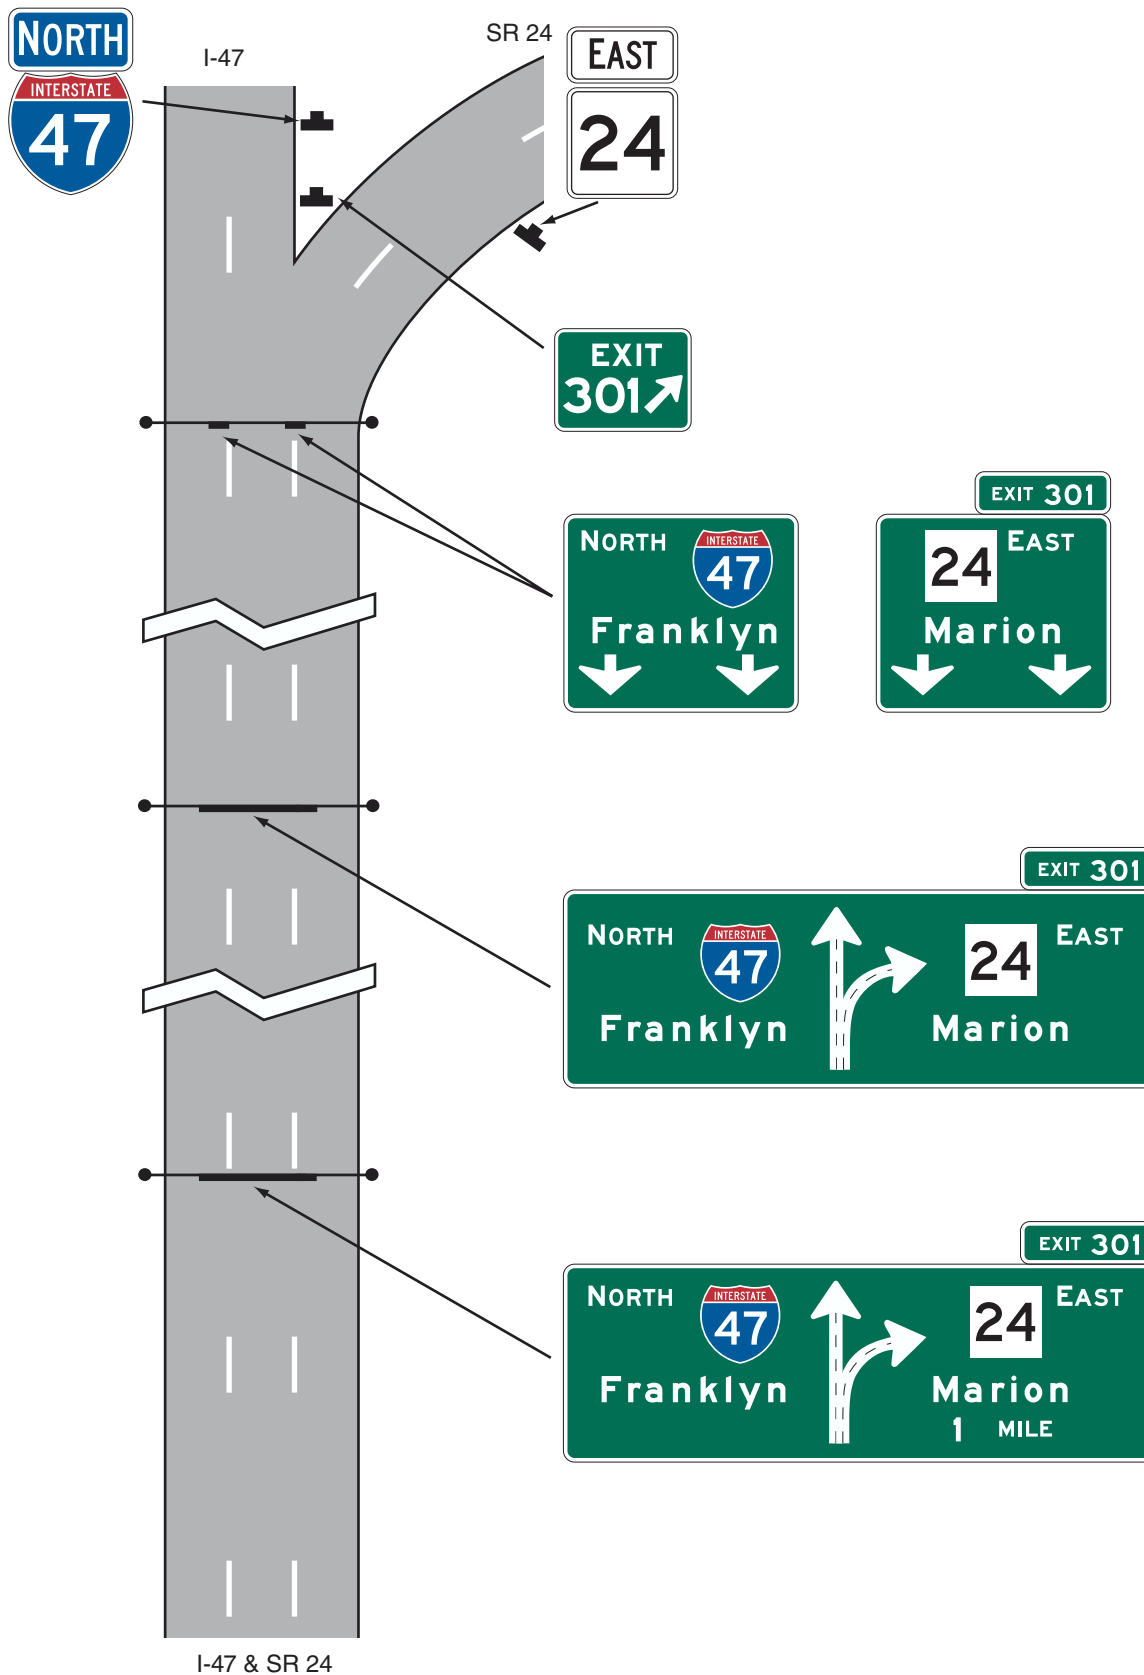 NORTH
INTERSTATE
47
I-47
SR 24
EAST
24
EXIT
301
EXIT 301
NORTH
INTERSTATE
47
Franklyn
24
EAST
Marion
EXIT 301
NORTH
INTERSTATE
47
Franklyn
24
EAST
Marion
EXIT 301
NORTH
INTERSTATE
47
Franklyn
24
EAST
Marion
1 MILE
I-47 & SR 24